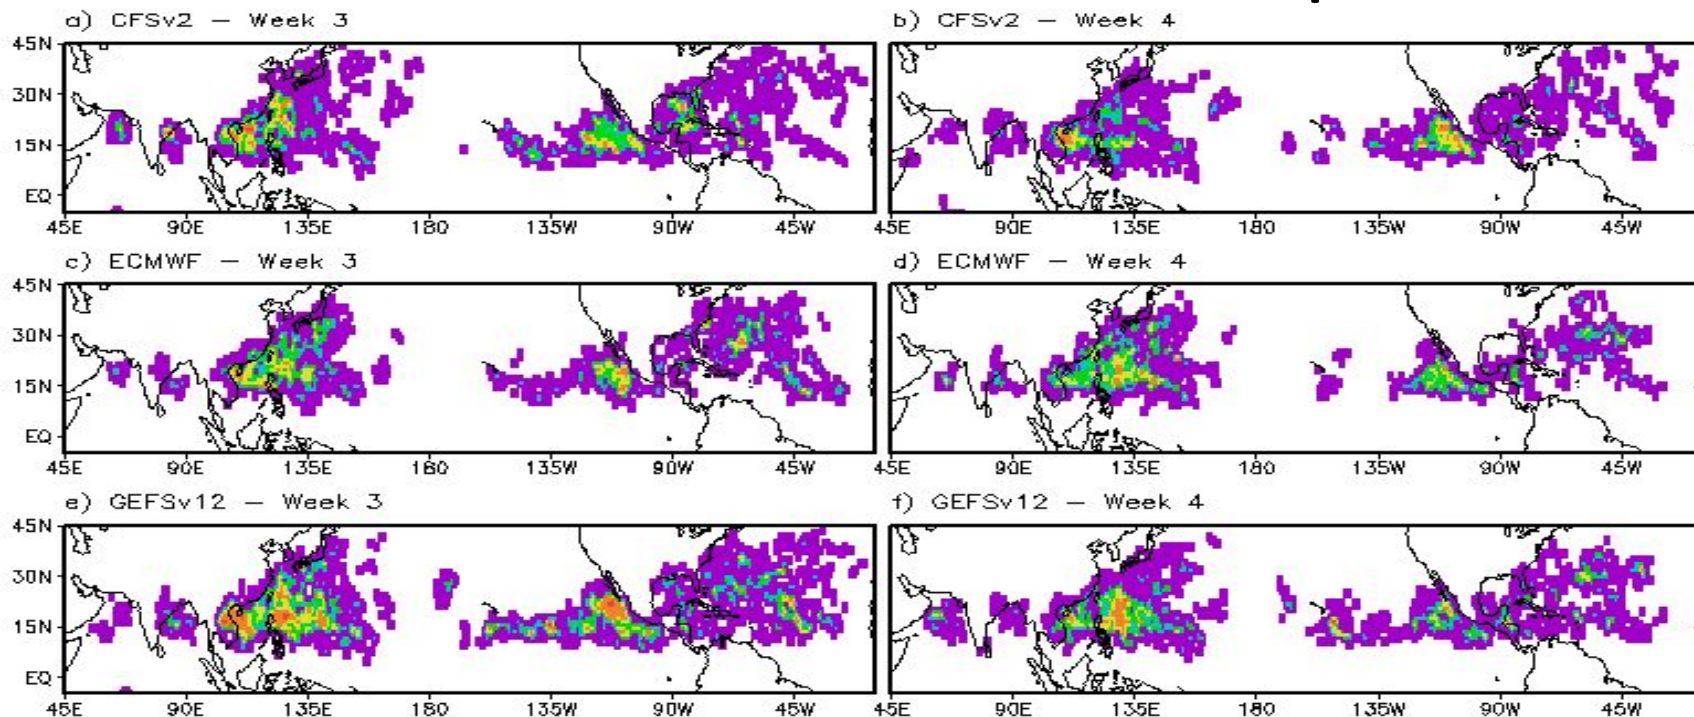 a) CFSv2 – Week 3
b) CFSv2 – Week 4
45N
30N
15N
EQ
45E 90E 135E 180 135W 90W 45W
45E 90E 135E 180 135W 90W 45W
c) ECMWF – Week 3
d) ECMWF – Week 4
45N
30N
15N
EQ
45E 90E 135E 180 135W 90W 45W
45E 90E 135E 180 135W 90W 45W
e) GEFSv12 – Week 3
f) GEFSv12 – Week 4
45N
30N
15N
EQ
45E 90E 135E 180 135W 90W 45W
45E 90E 135E 180 135W 90W 45W